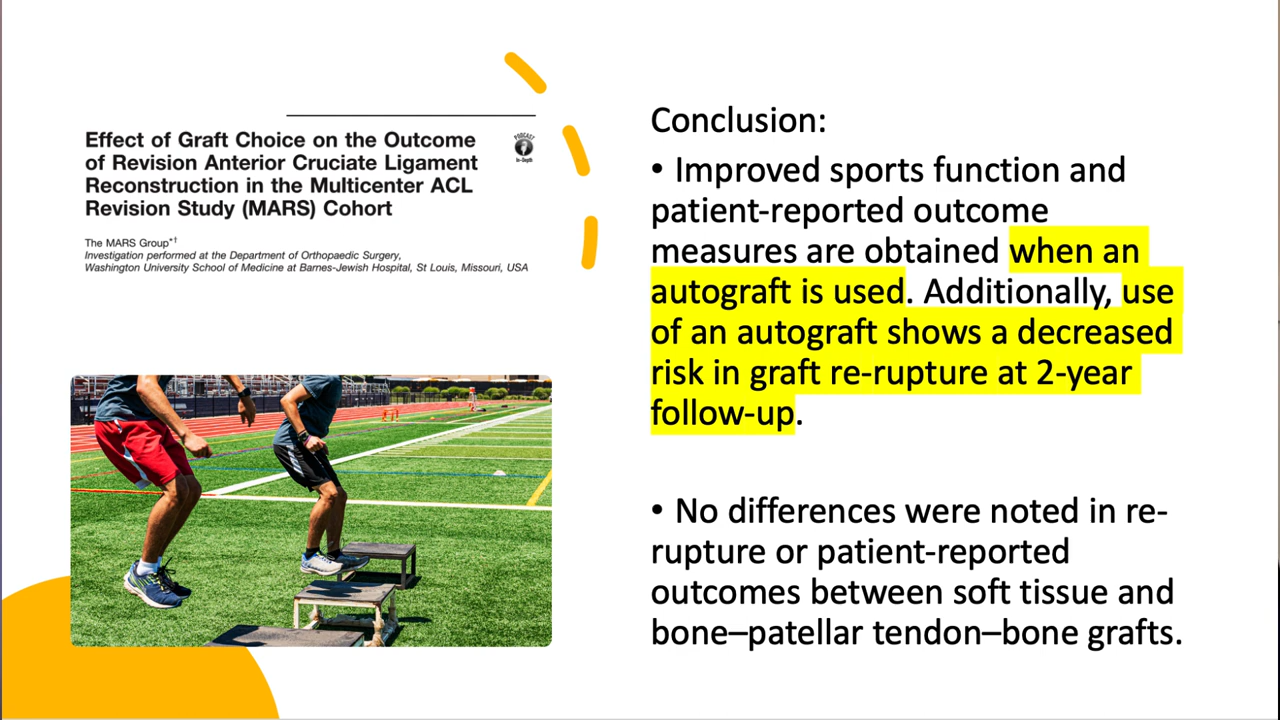 Effect of Graft Choice on the Outcome
of Revision Anterior Cruciate Ligament
Reconstruction in the Multicenter ACL
Revision Study (MARS) Cohort
PODCAST
In-Depth
The MARS Group*†
Investigation performed at the Department of Orthopaedic Surgery,
Washington University School of Medicine at Barnes-Jewish Hospital, St Louis, Missouri, USA
Conclusion:
• Improved sports function and
patient-reported outcome
measures are obtained when an
autograft is used. Additionally, use
of an autograft shows a decreased
risk in graft re-rupture at 2-year
follow-up.
• No differences were noted in re-
rupture or patient-reported
outcomes between soft tissue and
bone–patellar tendon–bone grafts.